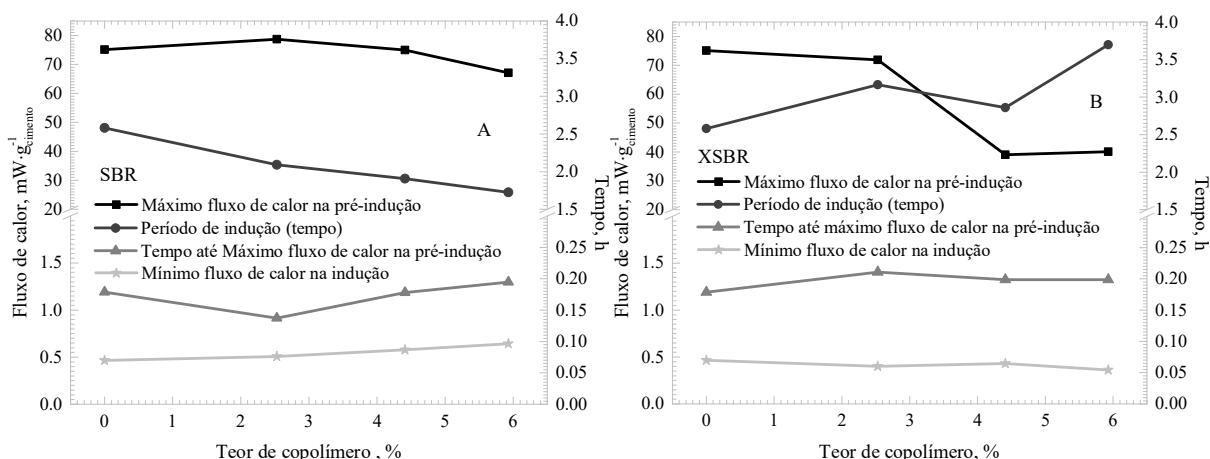 80
70
60
50
40
30
20
1.5
1.0
0.5
0.0
Fluxo de calor, mW·g⁻¹cimento
4.0
3.5
3.0
2.5
2.0
1.5
0.25
0.20
0.15
0.10
0.05
0.00
Tempo, h
A
SBR
Máximo fluxo de calor na pré-indução
Período de indução (tempo)
Tempo até Máximo fluxo de calor na pré-indução
Mínimo fluxo de calor na indução
0 1 2 3 4 5 6
Teor de copolímero , %
80
70
60
50
40
30
20
1.5
1.0
0.5
0.0
Fluxo de calor, mW·g⁻¹cimento
4.0
3.5
3.0
2.5
2.0
1.5
0.25
0.20
0.15
0.10
0.05
0.00
Tempo, h
B
XSBR
Máximo fluxo de calor na pré-indução
Período de indução (tempo)
Tempo até máximo fluxo de calor na pré-indução
Mínimo fluxo de calor na indução
0 1 2 3 4 5 6
Teor de copolímero, %